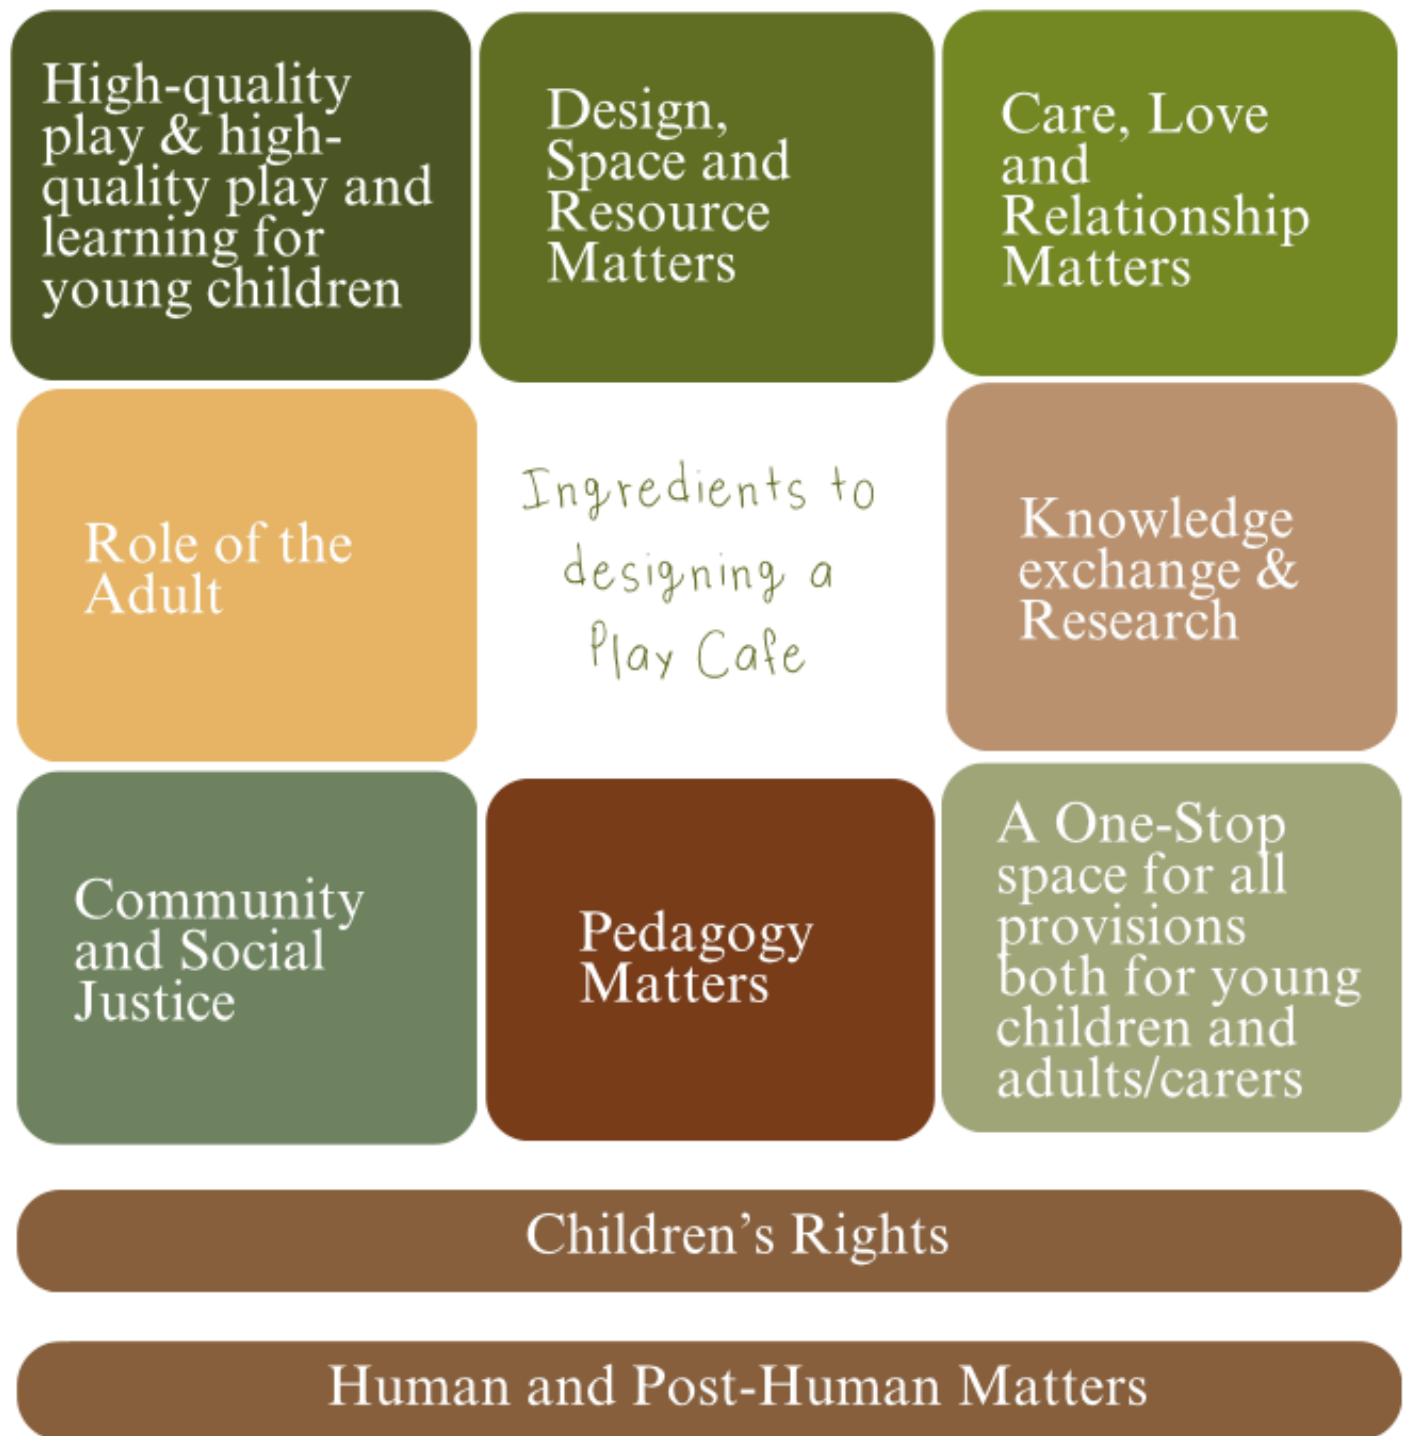 High-quality
play & high-
quality play and
learning for
young children
Design,
Space and
Resource
Matters
Care, Love
and
Relationship
Matters
Role of the
Adult
Ingredients to
designing a
Play Cafe
Knowledge
exchange &
Research
Community
and Social
Justice
Pedagogy
Matters
A One-Stop
space for all
provisions
both for young
children and
adults/carers
Children’s Rights
Human and Post-Human Matters